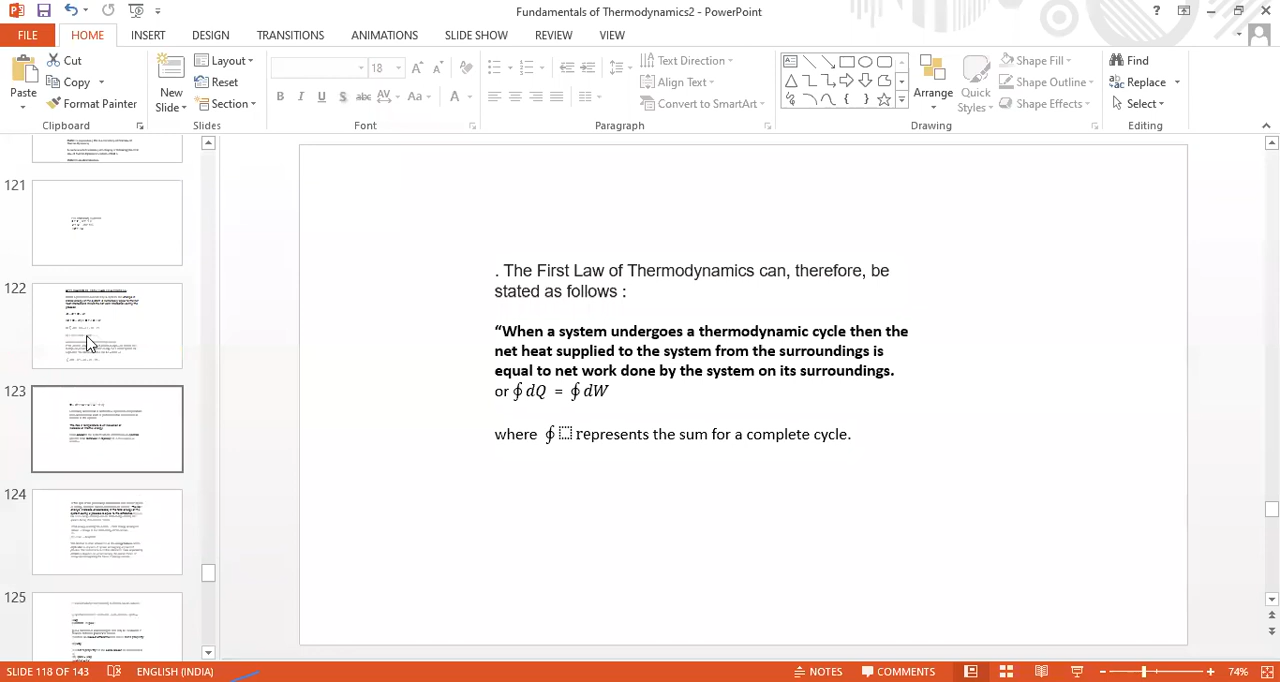 Fundamentals of Thermodynamics2 - PowerPoint
FILE HOME INSERT DESIGN TRANSITIONS ANIMATIONS SLIDE SHOW REVIEW VIEW
Paste
Cut
Copy
Format Painter
Clipboard
New Slide
Layout
Reset
Section
Slides
18
B I U S abc AV Aa A
Font
Text Direction
Align Text
Convert to SmartArt
Paragraph
Arrange
Quick Styles
Shape Fill
Shape Outline
Shape Effects
Drawing
Find
Replace
Select
Editing
121
122
123
124
125
. The First Law of Thermodynamics can, therefore, be
stated as follows :
“When a system undergoes a thermodynamic cycle then the
net heat supplied to the system from the surroundings is
equal to net work done by the system on its surroundings.
or ∮ dQ = ∮ dW
where ∮ ⬚ represents the sum for a complete cycle.
SLIDE 118 OF 143 ENGLISH (INDIA) NOTES COMMENTS 74%